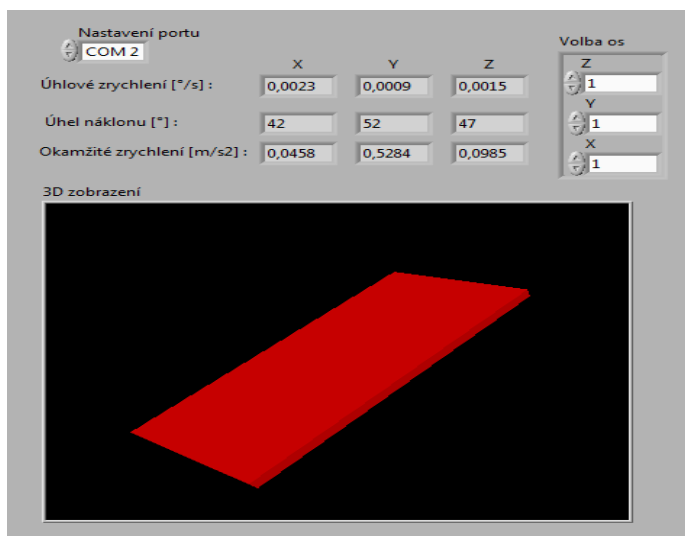 Nastavení portu
COM 2
Volba os
X Y Z
Z
Úhlové zrychlení [°/s] : 0,0023 0,0009 0,0015
1
Y
Úhel náklonu [°] : 42 52 47
1
X
Okamžité zrychlení [m/s2] : 0,0458 0,5284 0,0985
1
3D zobrazení